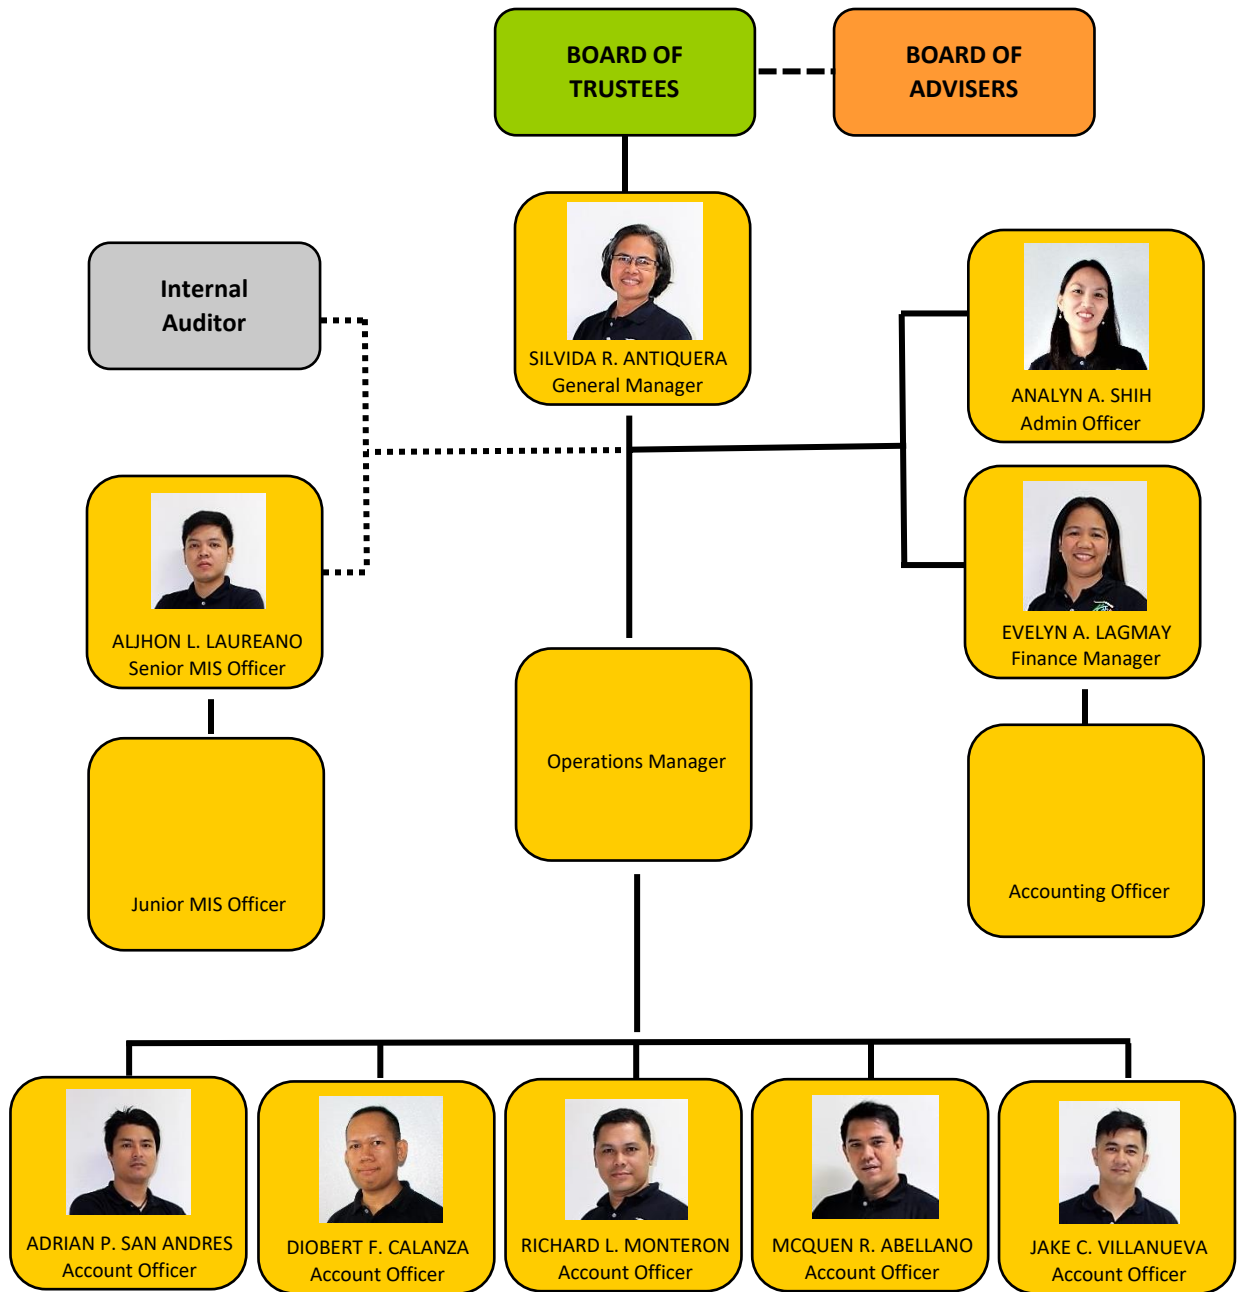 BOARD OF
TRUSTEES
BOARD OF
ADVISERS
SILVIDA R. ANTIQUERA
General Manager
Internal
Auditor
ANALYN A. SHIH
Admin Officer
ALJHON L. LAUREANO
Senior MIS Officer
EVELYN A. LAGMAY
Finance Manager
Operations Manager
Junior MIS Officer
Accounting Officer
ADRIAN P. SAN ANDRES
Account Officer
DIOBERT F. CALANZA
Account Officer
RICHARD L. MONTERON
Account Officer
MCQUEN R. ABELLANO
Account Officer
JAKE C. VILLANUEVA
Account Officer